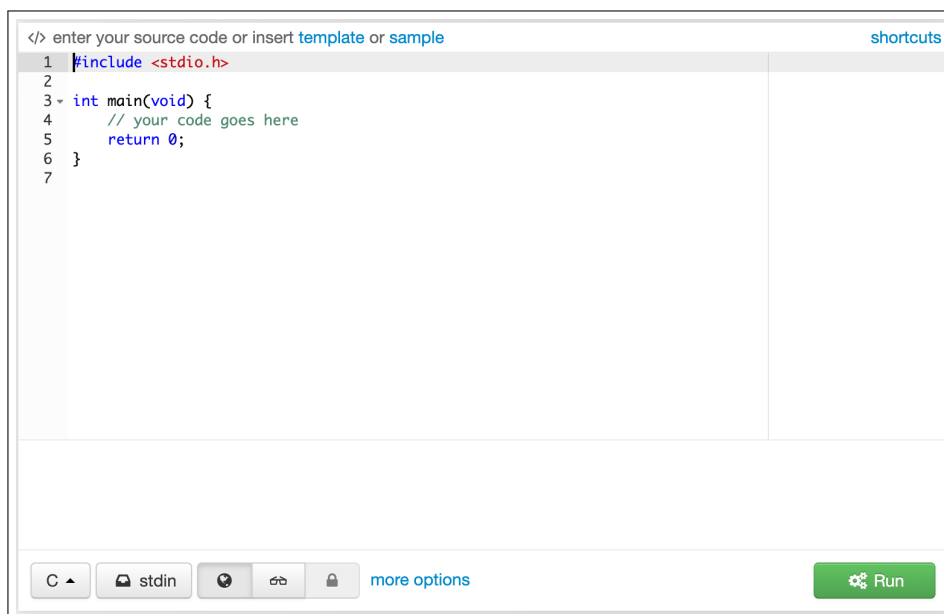 </> enter your source code or insert template or sample shortcuts
1 #include <stdio.h>
2
3 int main(void) {
4 // your code goes here
5 return 0;
6 }
7
C stdin more options Run